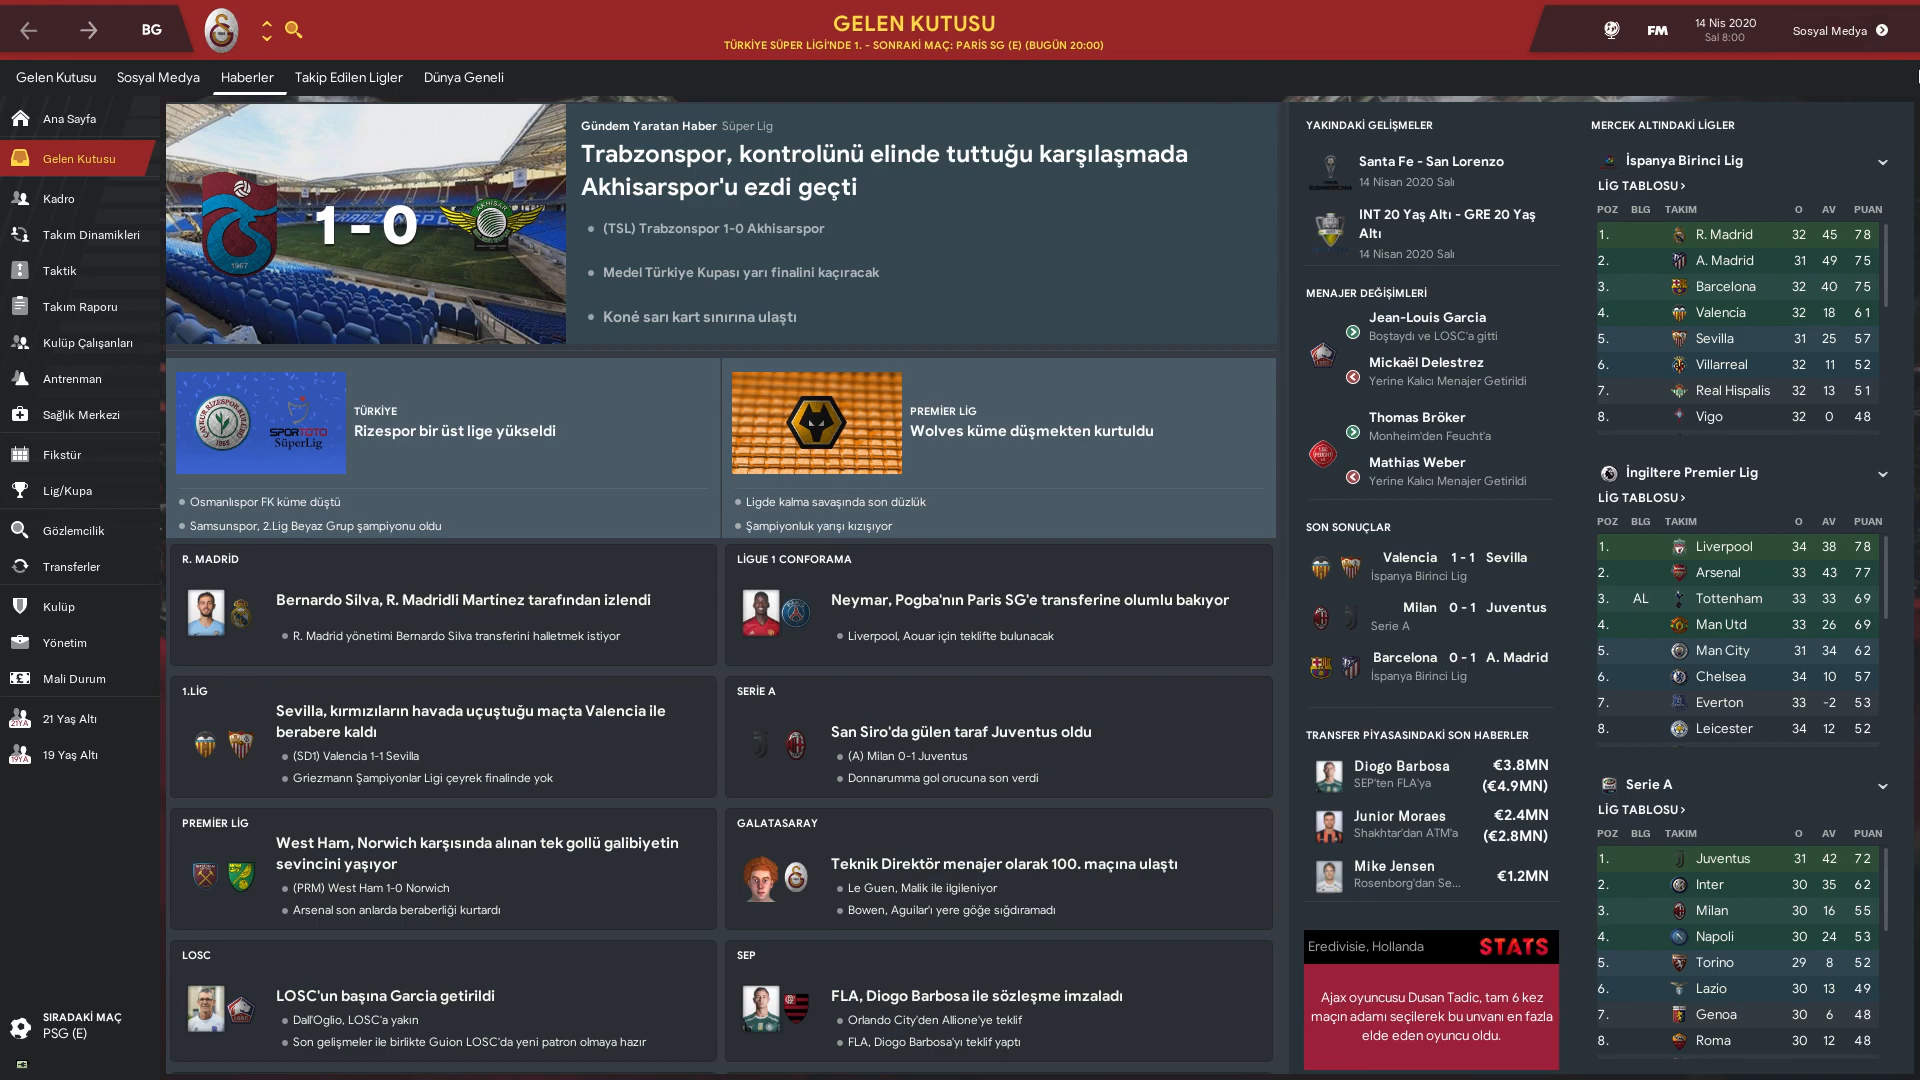 BG
GELEN KUTUSU
TÜRKİYE SÜPER LİGİ'NDE 1. - SONRAKİ MAÇ: PARİS SG (E) (BUGÜN 20:00)
FM
14 Nis 2020
Sal 8:00
Sosyal Medya
Gelen Kutusu
Sosyal Medya
Haberler
Takip Edilen Ligler
Dünya Geneli
Ana Sayfa
Gelen Kutusu
Kadro
Takım Dinamikleri
Taktik
Takım Raporu
Kulüp Çalışanları
Antrenman
Sağlık Merkezi
Fikstür
Lig/Kupa
Gözlemcilik
Transferler
Kulüp
Yönetim
Mali Durum
21YA
21 Yaş Altı
19YA
19 Yaş Altı
SIRADAKİ MAÇ
PSG (E)
1967
1 - 0
AKHİSAR
Gündem Yaratan Haber Süper Lig
Trabzonspor, kontrolünü elinde tuttuğu karşılaşmada
Akhisarspor'u ezdi geçti
(TSL) Trabzonspor 1-0 Akhisarspor
Medel Türkiye Kupası yarı finalini kaçıracak
Koné sarı kart sınırına ulaştı
SPORTOTO
SüperLig
TÜRKİYE
Rizespor bir üst lige yükseldi
Osmanlıspor FK küme düştü
Samsunspor, 2.Lig Beyaz Grup şampiyonu oldu
PREMİER LİG
Wolves küme düşmekten kurtuldu
Ligde kalma savaşında son düzlük
Şampiyonluk yarışı kızışıyor
R. MADRİD
Bernardo Silva, R. Madridli Martínez tarafından izlendi
R. Madrid yönetimi Bernardo Silva transferini halletmek istiyor
LİGUE 1 CONFORAMA
Neymar, Pogba'nın Paris SG'e transferine olumlu bakıyor
Liverpool, Aouar için teklifte bulunacak
1.LİG
Sevilla, kırmızıların havada uçuştuğu maçta Valencia ile
berabere kaldı
(SD1) Valencia 1-1 Sevilla
Griezmann Şampiyonlar Ligi çeyrek finalinde yok
SERİE A
San Siro'da gülen taraf Juventus oldu
(A) Milan 0-1 Juventus
Donnarumma gol orucuna son verdi
PREMİER LİG
West Ham, Norwich karşısında alınan tek gollü galibiyetin
sevincini yaşıyor
(PRM) West Ham 1-0 Norwich
Arsenal son anlarda beraberliği kurtardı
GALATASARAY
Teknik Direktör menajer olarak 100. maçına ulaştı
Le Guen, Malik ile ilgileniyor
Bowen, Aguilar'ı yere göğe sığdıramadı
LOSC
LOSC'un başına Garcia getirildi
Dall'Oglio, LOSC'a yakın
Son gelişmeler ile birlikte Guion LOSC'da yeni patron olmaya hazır
SEP
FLA, Diogo Barbosa ile sözleşme imzaladı
Orlando City'den Allione'ye teklif
FLA, Diogo Barbosa'yı teklif yaptı
YAKINDAKİ GELİŞMELER
Santa Fe - San Lorenzo
14 Nisan 2020 Salı
INT 20 Yaş Altı - GRE 20 Yaş
Altı
14 Nisan 2020 Salı
MENAJER DEĞİŞİMLERİ
Jean-Louis Garcia
Boştaydı ve LOSC'a gitti
Mickaël Delestrez
Yerine Kalıcı Menajer Getirildi
Thomas Bröker
Monheim'den Feucht'a
Mathias Weber
Yerine Kalıcı Menajer Getirildi
SON SONUÇLAR
Valencia 1 - 1 Sevilla
İspanya Birinci Lig
Milan 0 - 1 Juventus
Serie A
Barcelona 0 - 1 A. Madrid
İspanya Birinci Lig
TRANSFER PİYASASINDAKİ SON HABERLER
Diogo Barbosa €3.8MN
SEP'ten FLA'ya (€4.9MN)
Junior Moraes €2.4MN
Shakhtar'dan ATM'a (€2.8MN)
Mike Jensen
Rosenborg'dan Se... €1.2MN
Eredivisie, Hollanda STATS
Ajax oyuncusu Dusan Tadic, tam 6 kez
maçın adamı seçilerek bu unvanı en fazla
elde eden oyuncu oldu.
MERCEK ALTINDAKİ LİGLER
İspanya Birinci Lig
LİG TABLOSU >
POZ BLG TAKIM O AV PUAN
1. R. Madrid 32 45 78
2. A. Madrid 31 49 75
3. Barcelona 32 40 75
4. Valencia 32 18 61
5. Sevilla 31 25 57
6. Villarreal 32 11 52
7. Real Hispalis 32 13 51
8. Vigo 32 0 48
İngiltere Premier Lig
LİG TABLOSU >
POZ BLG TAKIM O AV PUAN
1. Liverpool 34 38 78
2. Arsenal 33 43 77
3. AL Tottenham 33 33 69
4. Man Utd 33 26 69
5. Man City 31 34 62
6. Chelsea 34 10 57
7. Everton 33 -2 53
8. Leicester 34 12 52
Serie A
LİG TABLOSU >
POZ BLG TAKIM O AV PUAN
1. Juventus 31 42 72
2. Inter 30 35 62
3. Milan 30 16 55
4. Napoli 30 24 53
5. Torino 29 8 52
6. Lazio 30 13 49
7. Genoa 30 6 48
8. Roma 30 12 48